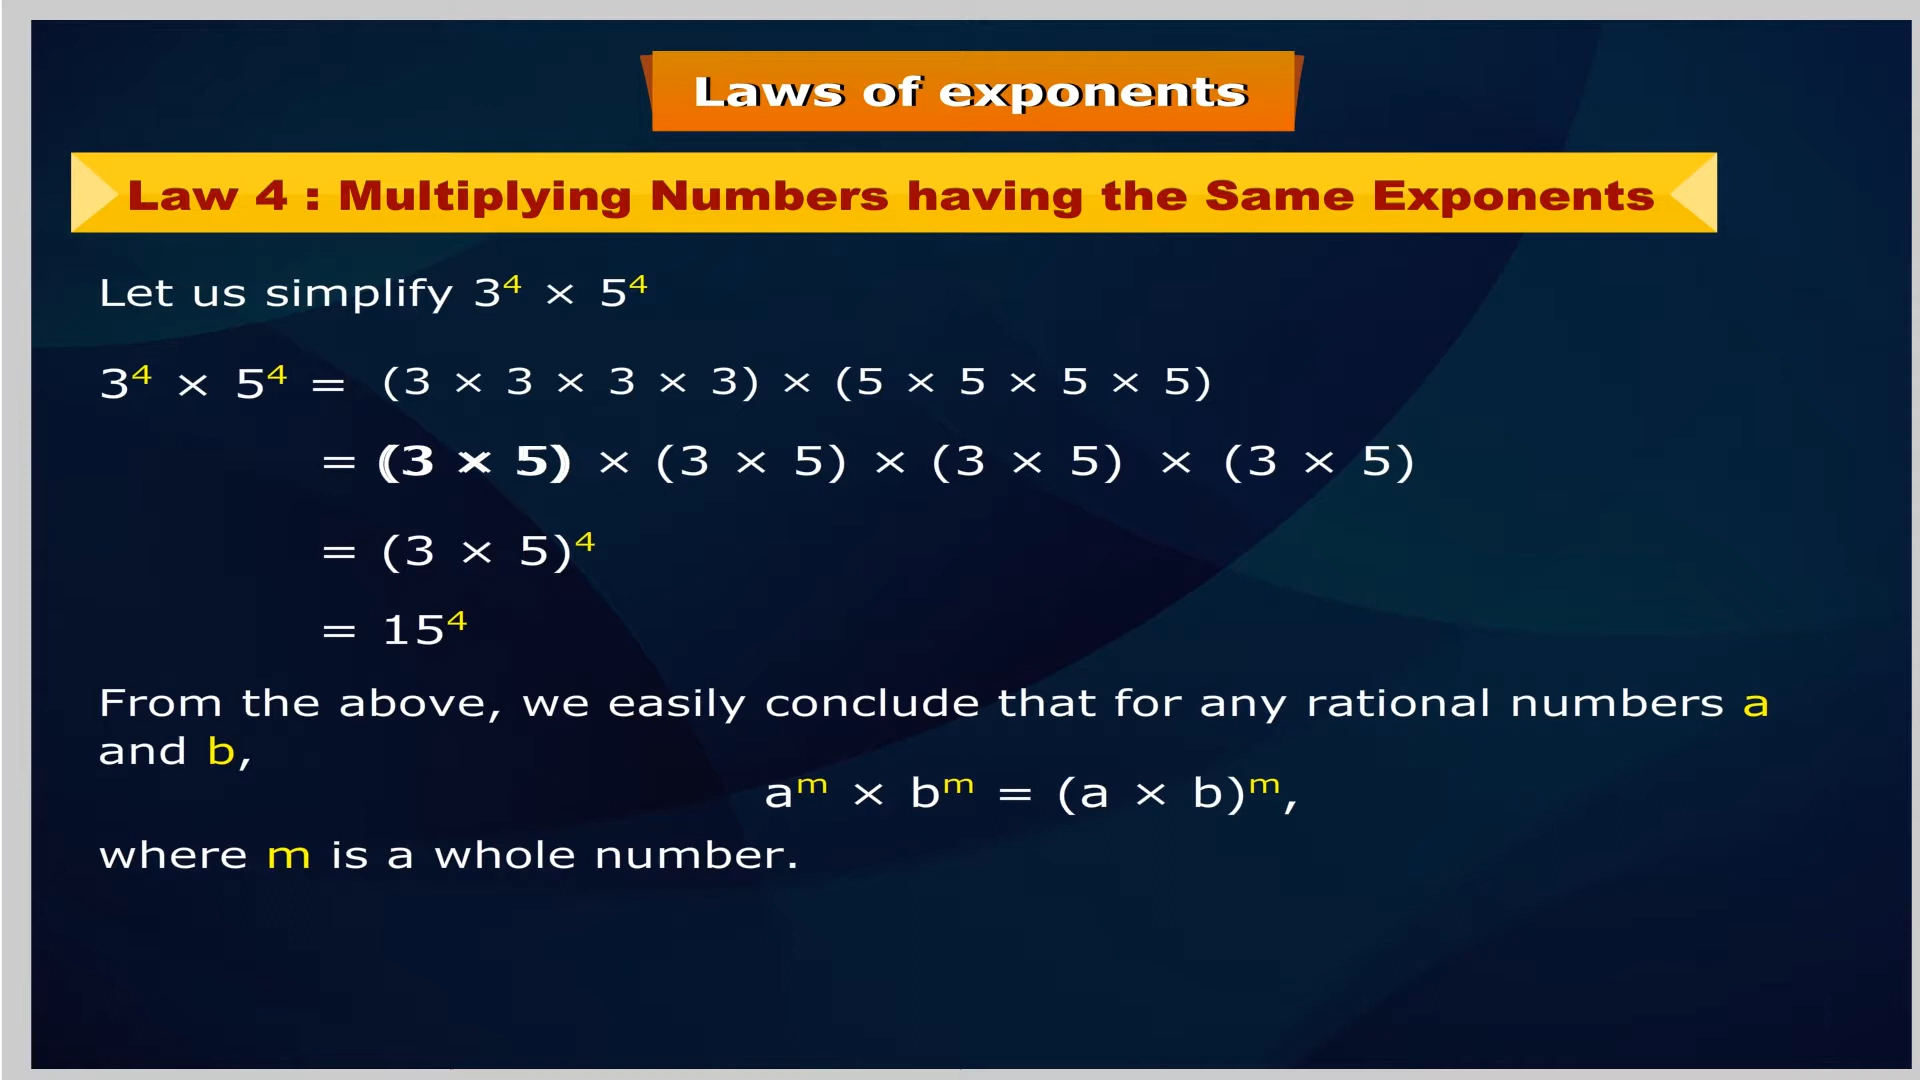 Laws of exponents
Law 4 : Multiplying Numbers having the Same Exponents
Let us simplify 3⁴ × 5⁴
3⁴ × 5⁴ = (3 × 3 × 3 × 3) × (5 × 5 × 5 × 5)
= (3 × 5) × (3 × 5) × (3 × 5) × (3 × 5)
= (3 × 5)⁴
= 15⁴
From the above, we easily conclude that for any rational numbers a
and b,
aᵐ × bᵐ = (a × b)ᵐ,
where m is a whole number.